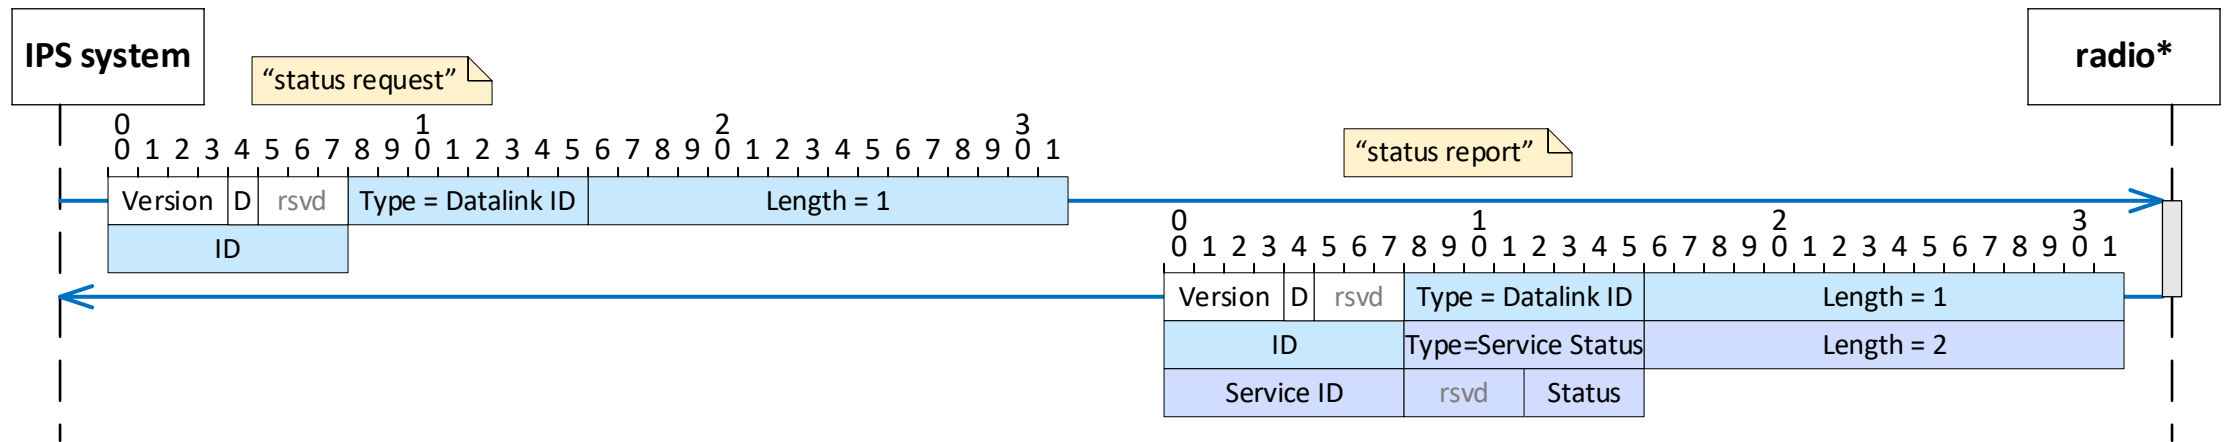 IPS system
radio*
“status request”
0 1 2 3
0 1 2 3 4 5 6 7 8 9 0 1 2 3 4 5 6 7 8 9 0 1 2 3 4 5 6 7 8 9 0 1
Version D rsvd Type = Datalink ID Length = 1
ID
“status report”
0 1 2 3
0 1 2 3 4 5 6 7 8 9 0 1 2 3 4 5 6 7 8 9 0 1 2 3 4 5 6 7 8 9 0 1
Version D rsvd Type = Datalink ID Length = 1
ID Type=Service Status Length = 2
Service ID rsvd Status